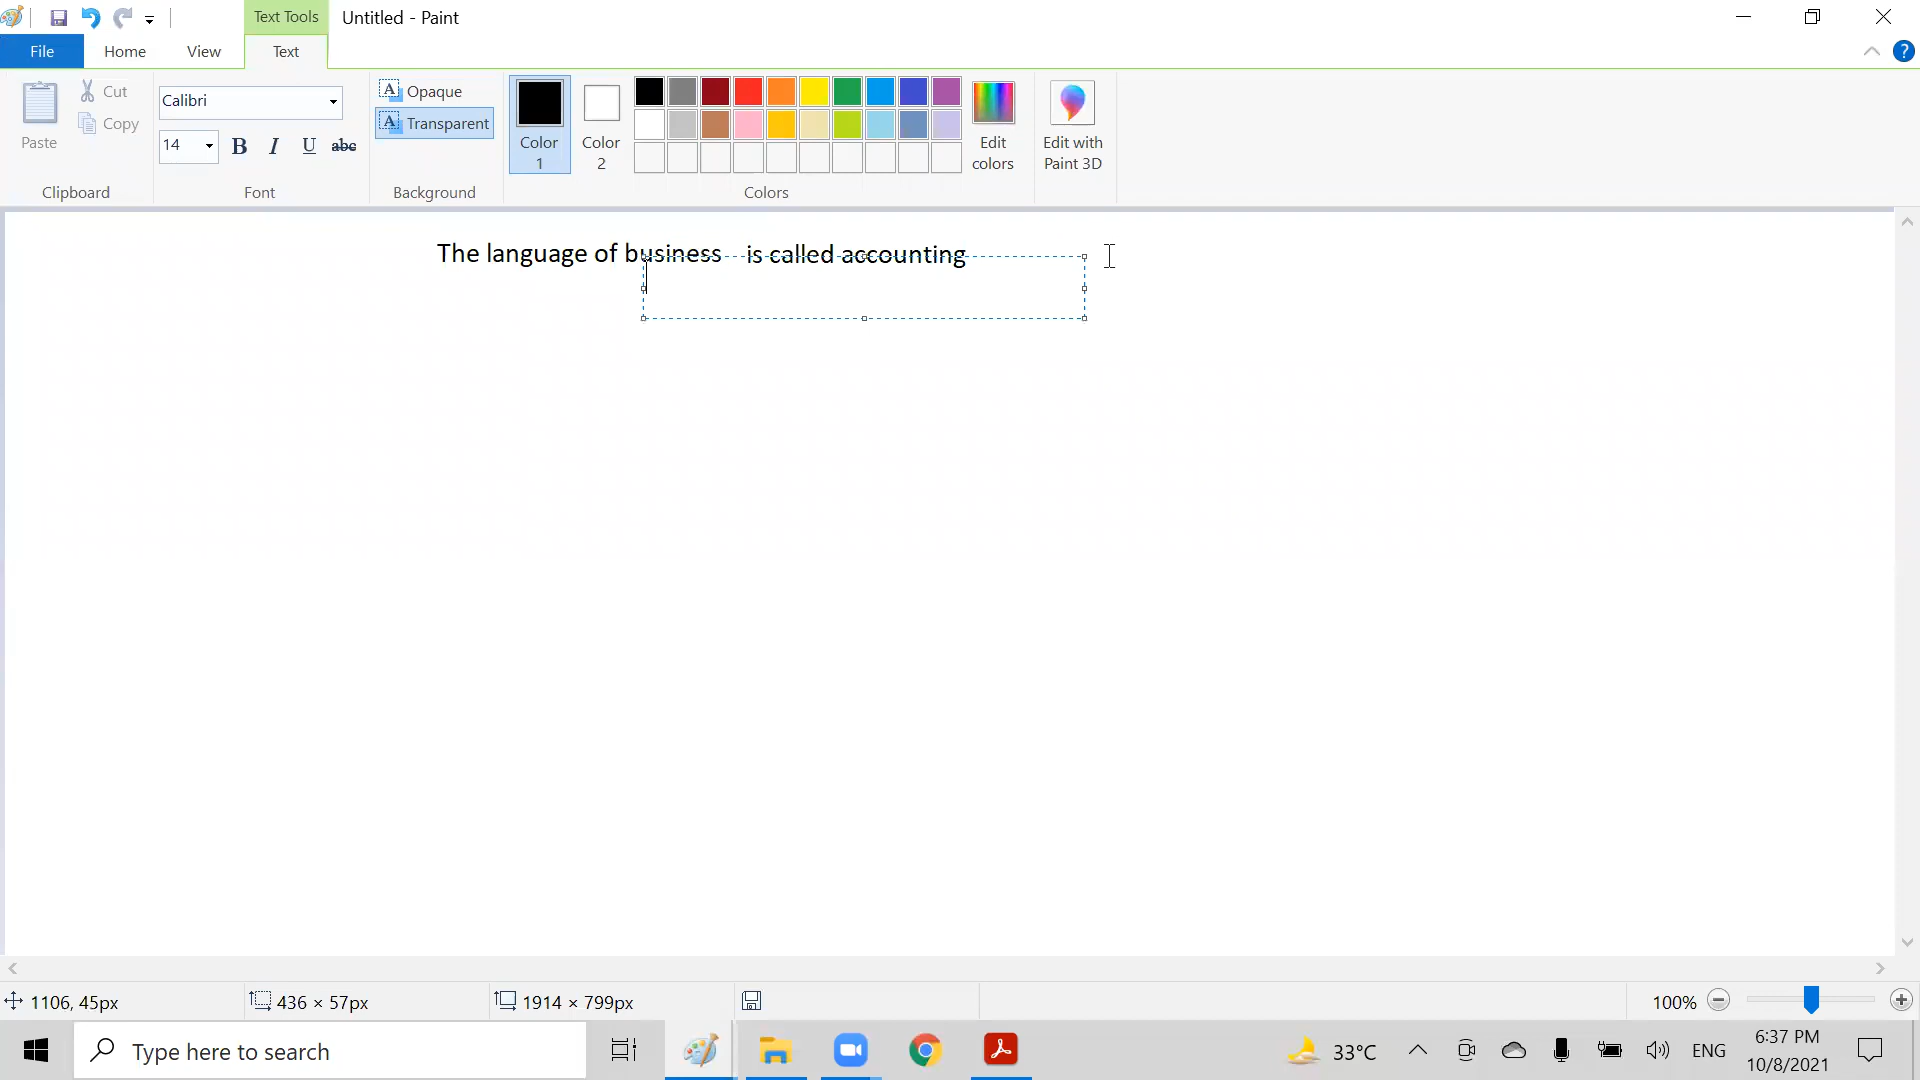 Text Tools
Untitled - Paint
File
Home
View
Text
Paste
Cut
Copy
Clipboard
Calibri
14
B I U abc
Font
A Opaque
A Transparent
Background
Color 1
Color 2
Edit colors
Colors
Edit with Paint 3D
?
The language of business is called accounting
1106, 45px
436 × 57px
1914 × 799px
100%
Type here to search
33°C
ENG
6:37 PM
10/8/2021